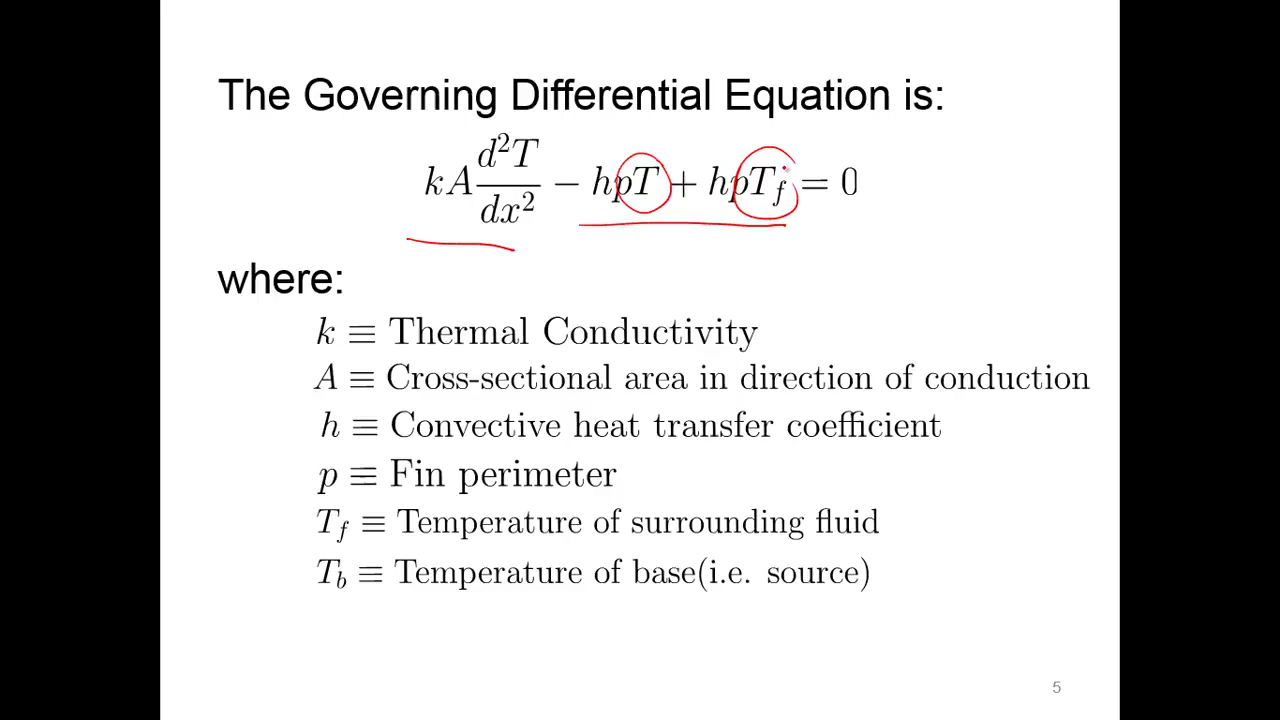 The Governing Differential Equation is:
kA d²T/dx² − hpT + hpT_f = 0
where:
k ≡ Thermal Conductivity
A ≡ Cross-sectional area in direction of conduction
h ≡ Convective heat transfer coefficient
p ≡ Fin perimeter
T_f ≡ Temperature of surrounding fluid
T_b ≡ Temperature of base(i.e. source)
5